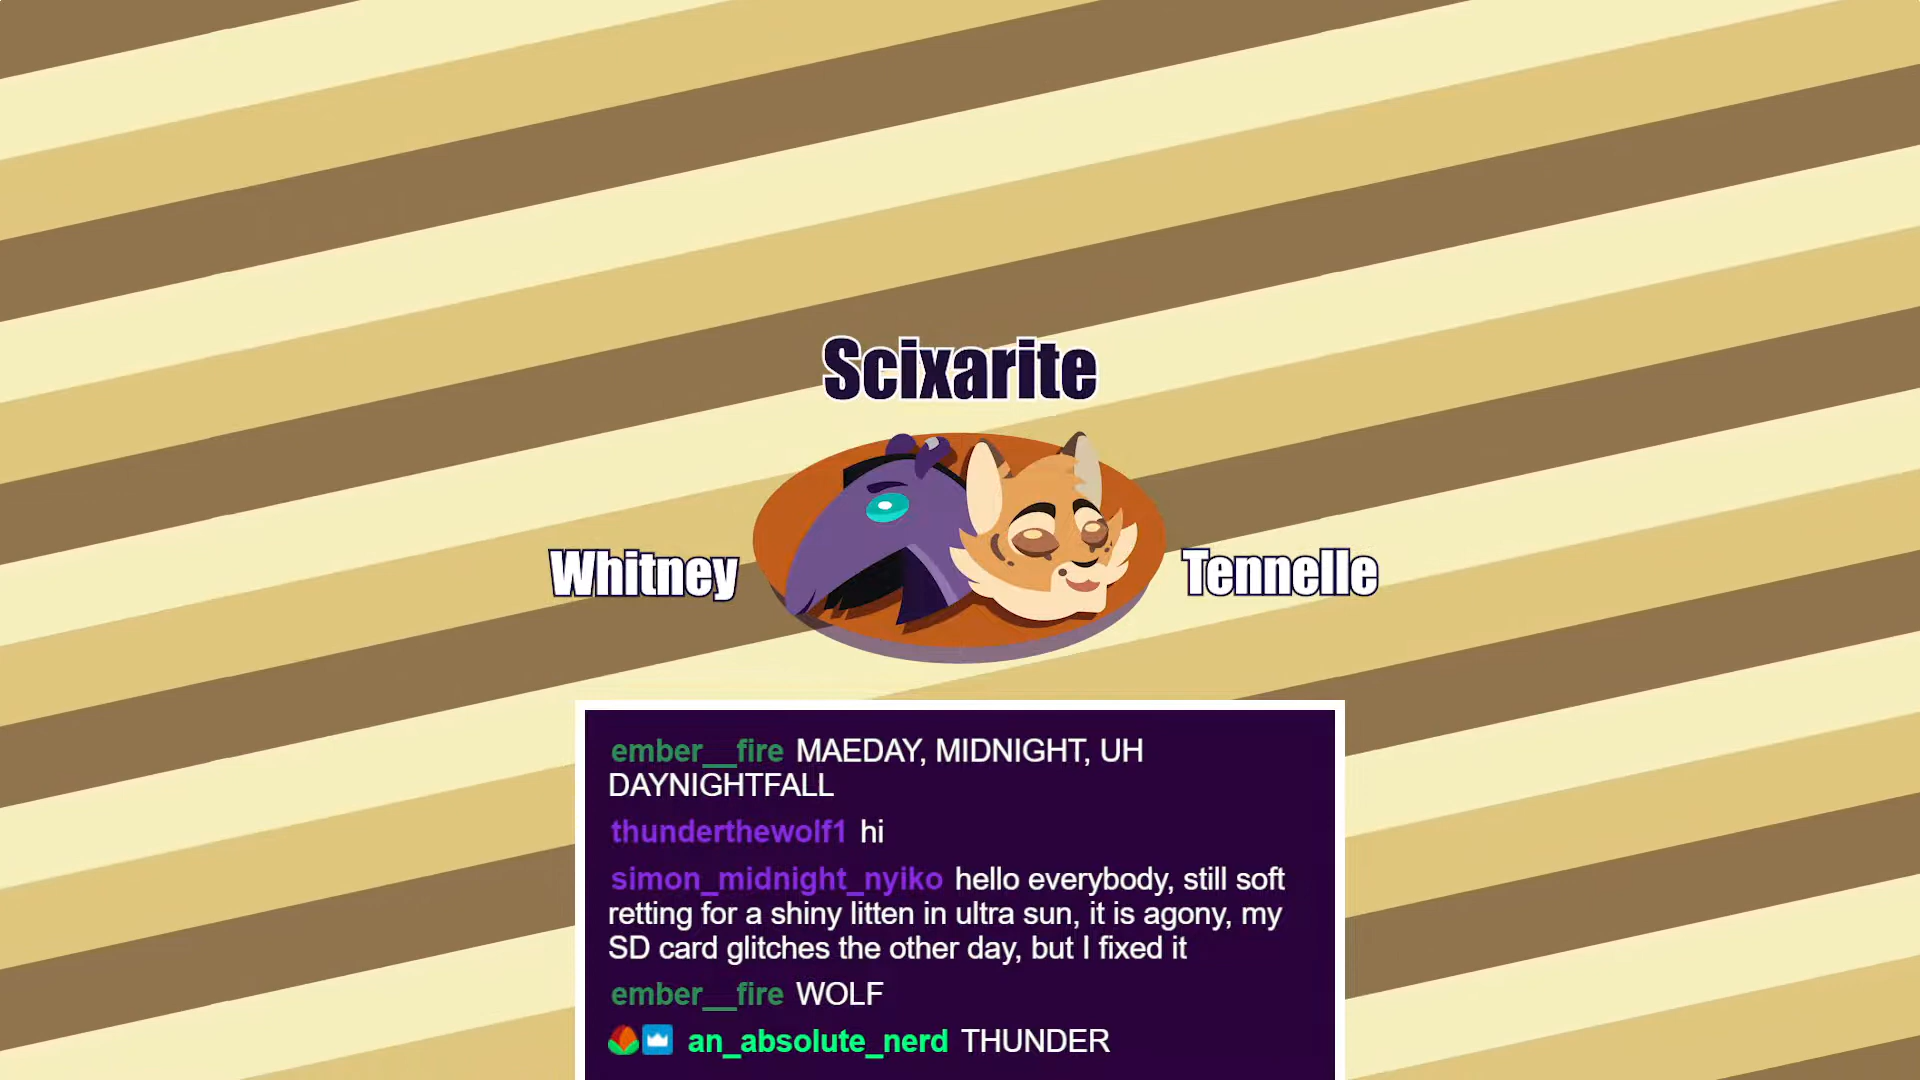 Scixarite
Whitney
Tennelle
ember__fire MAEDAY, MIDNIGHT, UH
DAYNIGHTFALL
thunderthewolf1 hi
simon_midnight_nyiko hello everybody, still soft
retting for a shiny litten in ultra sun, it is agony, my
SD card glitches the other day, but I fixed it
ember__fire WOLF
an_absolute_nerd THUNDER